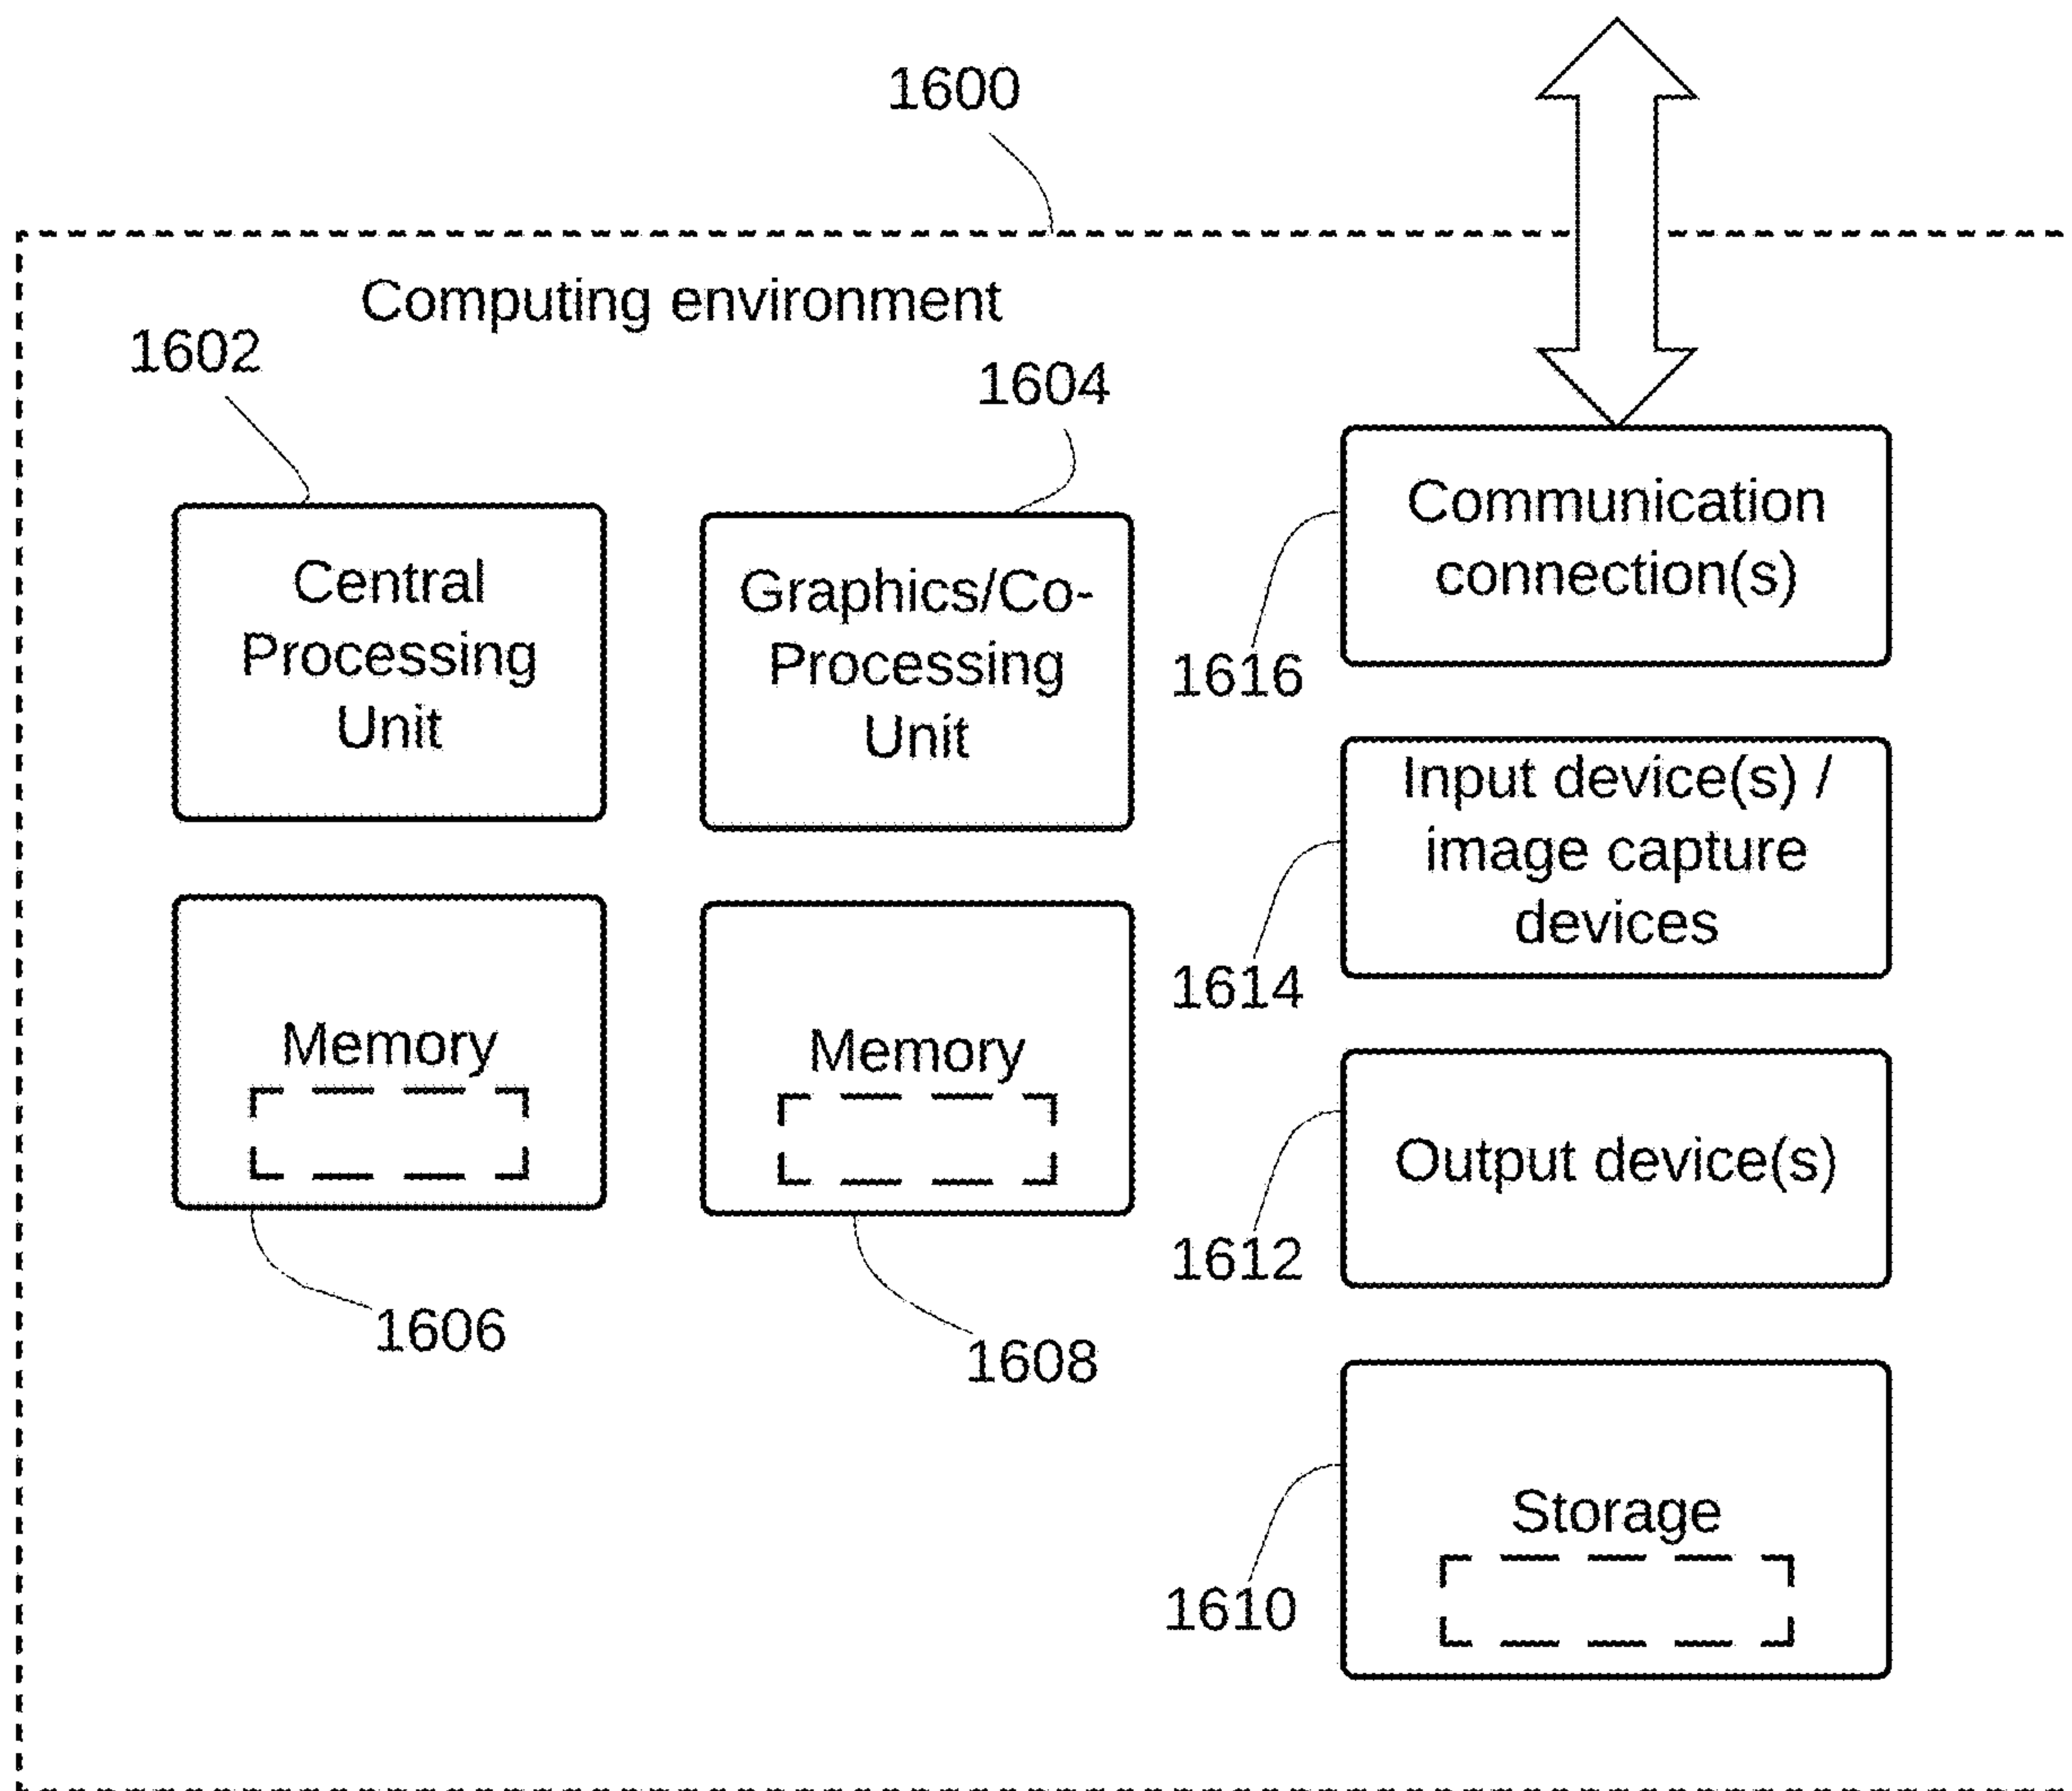 1600
Computing environment
1602
1604
Central
Processing
Unit
Graphics/Co-
Processing
Unit
Communication
connection(s)
1616
Input device(s) /
image capture
devices
1614
Memory
Memory
Output device(s)
1612
1606
1608
Storage
1610